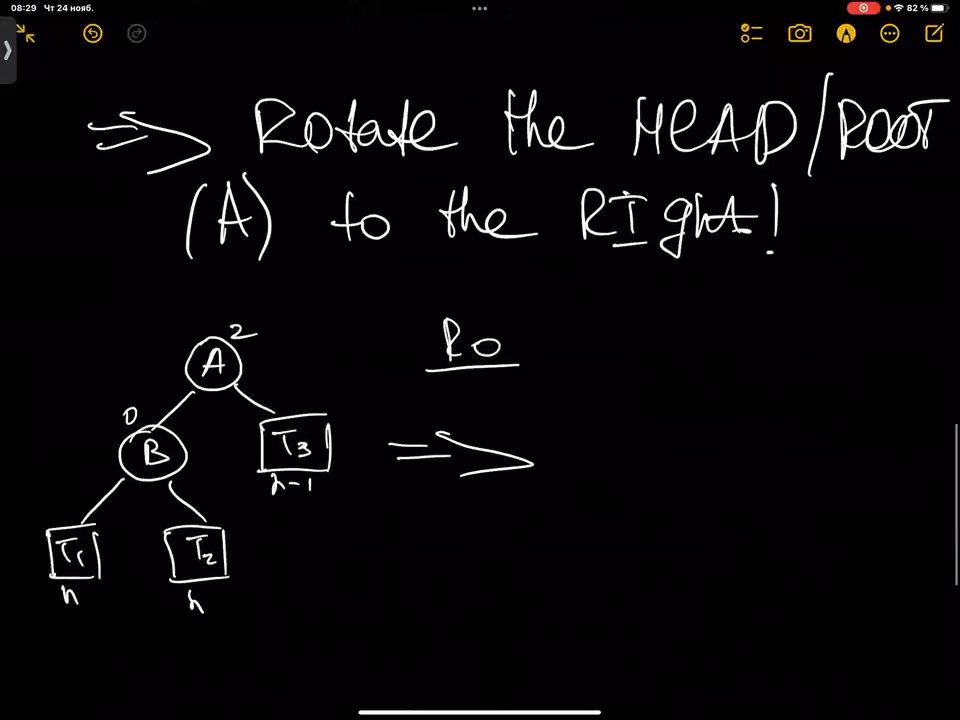 08:29 Чт 24 нояб. 82 %
=> Rotate the HEAD/ROOT
(A) to the RIght!
A 2
R0
0 B
T3
h-1
=>
T1
T2
h
h